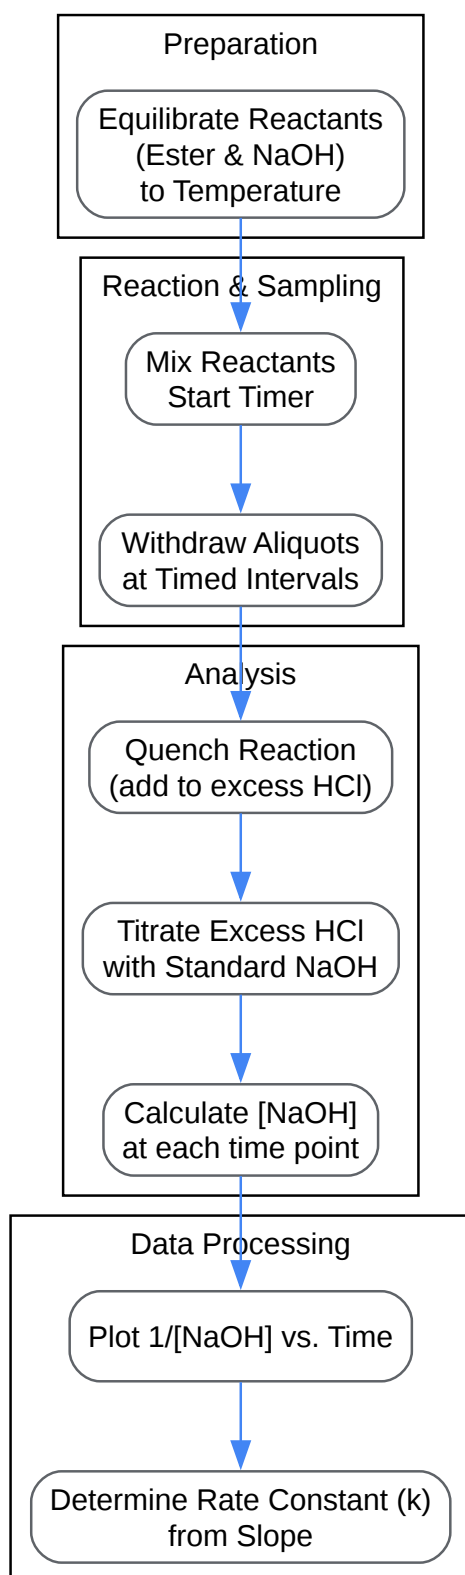 Preparation
Equilibrate Reactants
(Ester & NaOH)
to Temperature
Reaction & Sampling
Mix Reactants
Start Timer
Withdraw Aliquots
at Timed Intervals
Analysis
Quench Reaction
(add to excess HCl)
Titrate Excess HCl
with Standard NaOH
Calculate [NaOH]
at each time point
Data Processing
Plot 1/[NaOH] vs. Time
Determine Rate Constant (k)
from Slope